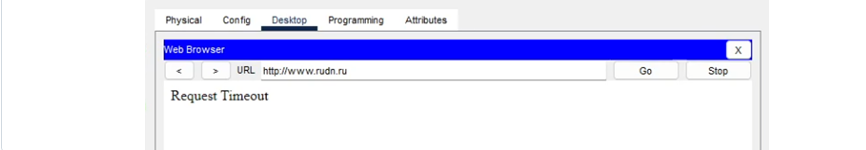 Physical Config Desktop Programming Attributes
Web Browser X
< > URL http://www.rudn.ru Go Stop
Request Timeout